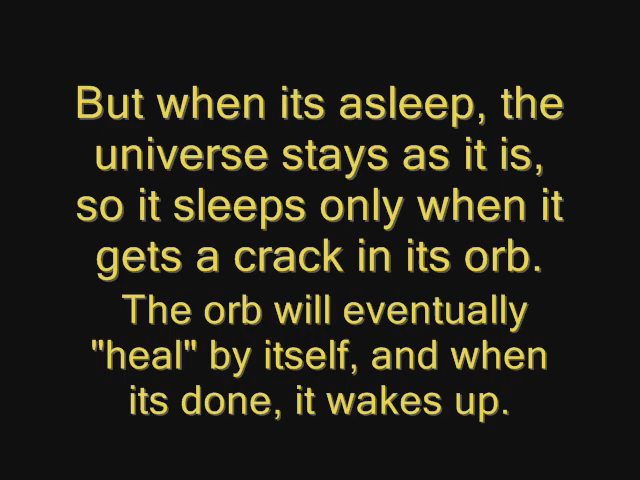 But when its asleep, the
universe stays as it is,
so it sleeps only when it
gets a crack in its orb.
The orb will eventually
"heal" by itself, and when
its done, it wakes up.